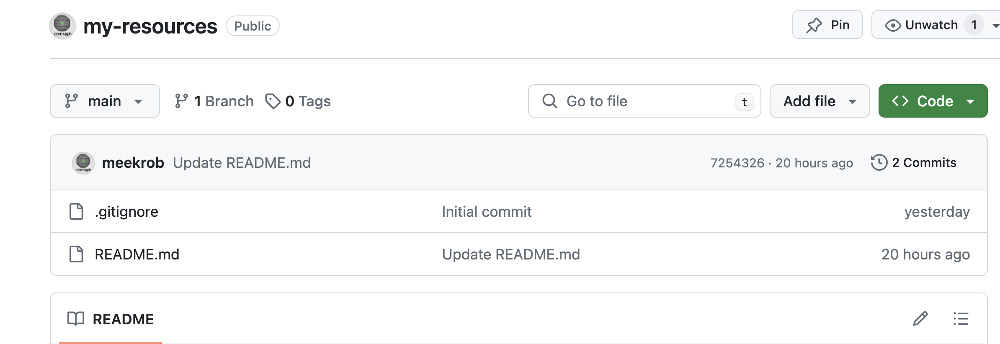 my-resources Public Pin Unwatch 1
main 1 Branch 0 Tags Go to file t Add file Code
meekrob Update README.md 7254326 · 20 hours ago 2 Commits
.gitignore Initial commit yesterday
README.md Update README.md 20 hours ago
README